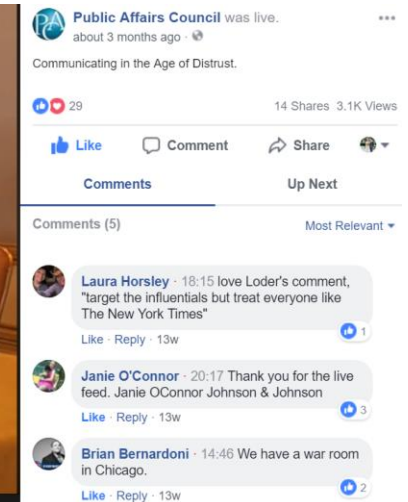 PAC
Public Affairs Council was live.
about 3 months ago ·
Communicating in the Age of Distrust.
29
14 Shares 3.1K Views
Like Comment Share
Comments Up Next
Comments (5)
Most Relevant
Laura Horsley · 18:15 love Loder's comment,
"target the influentials but treat everyone like
The New York Times"
1
Like · Reply · 13w
Janie O'Connor · 20:17 Thank you for the live
feed. Janie OConnor Johnson & Johnson
3
Like · Reply · 13w
Brian Bernardoni · 14:46 We have a war room
in Chicago.
2
Like · Reply · 13w